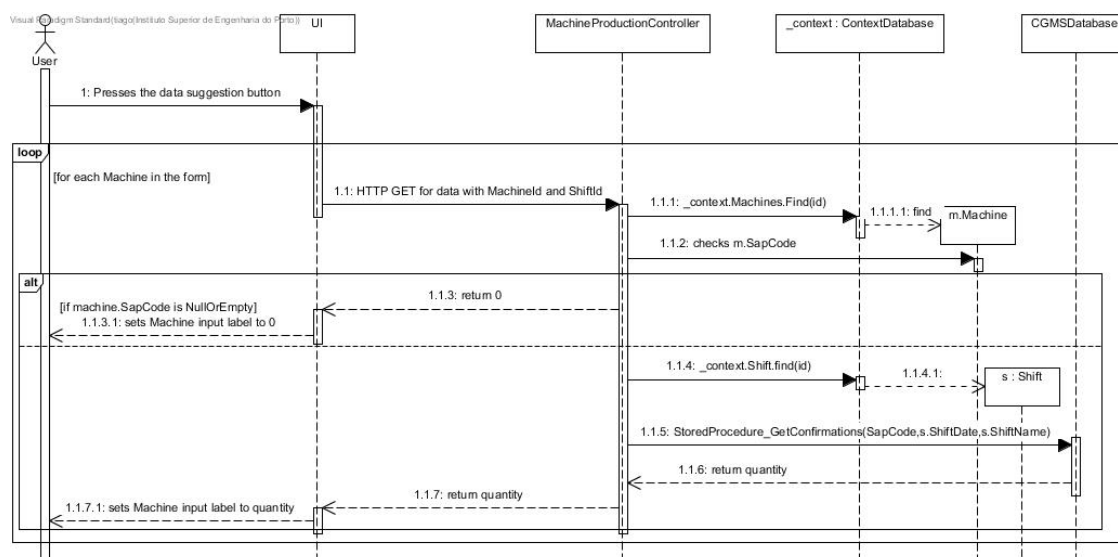 Visual Paradigm Standard(tiago(Instituto Superior de Engenharia do Porto))
User
UI
MachineProductionController
_context : ContextDatabase
CGMSDatabase
1: Presses the data suggestion button
loop
[for each Machine in the form]
1.1: HTTP GET for data with MachineId and ShiftId
1.1.1: _context.Machines.Find(id)
1.1.1.1: find
m.Machine
1.1.2: checks m.SapCode
alt
[if machine.SapCode is NullOrEmpty]
1.1.3: return 0
1.1.3.1: sets Machine input label to 0
1.1.4: _context.Shift.find(id)
1.1.4.1:
s : Shift
1.1.5: StoredProcedure_GetConfirmations(SapCode,s.ShiftDate,s.ShiftName)
1.1.6: return quantity
1.1.7: return quantity
1.1.7.1: sets Machine input label to quantity